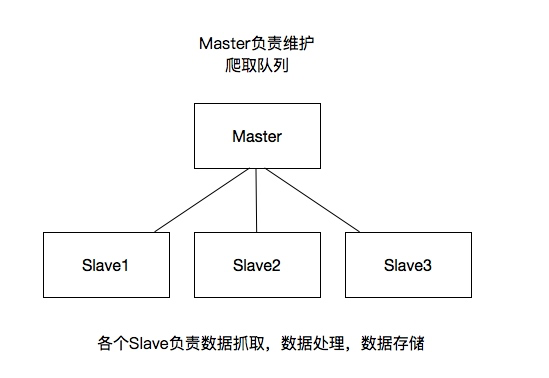 Master负责维护
爬取队列
Master
Slave1
Slave2
Slave3
各个Slave负责数据抓取，数据处理，数据存储